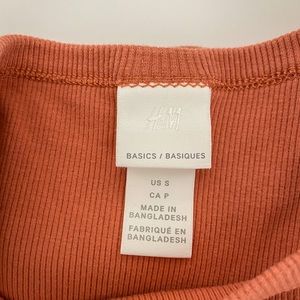 H&M
BASICS / BASIQUES
US S
CA P
MADE IN
BANGLADESH
FABRIQUÉ EN
BANGLADESH